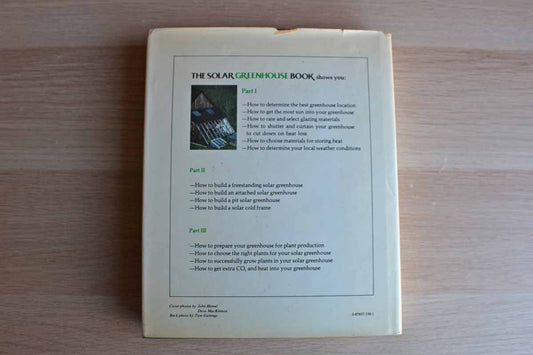 THE SOLAR GREENHOUSE BOOK shows you:
Part I
—How to determine the best greenhouse location
—How to get the most sun into your greenhouse
—How to rate and select glazing materials
—How to shutter and curtain your greenhouse
to cut down on heat loss
—How to choose materials for storing heat
—How to determine your local weather conditions
Part II
—How to build a freestanding solar greenhouse
—How to build an attached solar greenhouse
—How to build a pit solar greenhouse
—How to build a solar cold frame
Part III
—How to prepare your greenhouse for plant production
—How to choose the right plants for your solar greenhouse
—How to successfully grow plants in your solar greenhouse
—How to get extra CO₂ and heat into your greenhouse
Cover photos by John Hamel
Dave MacKinnon
Back photo by Tom Gettings